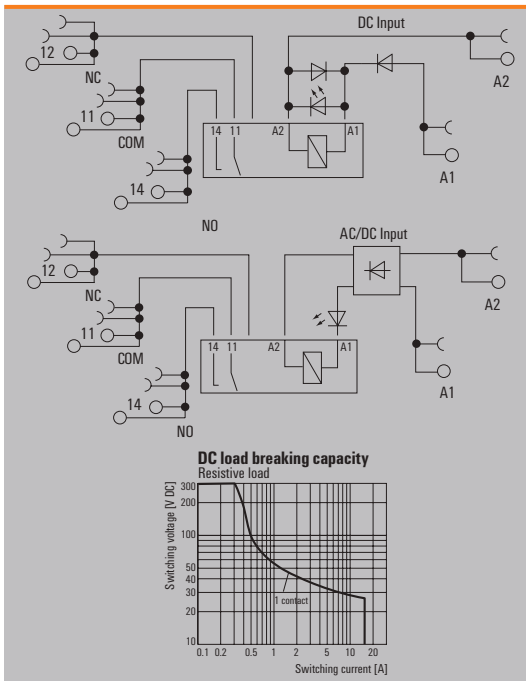 DC Input
12
NC
A2
11
COM
14 11 A2 A1
A1
14
NO
AC/DC Input
12
NC
A2
11
COM
14 11 A2 A1
A1
14
NO
DC load breaking capacity
Resistive load
Switching voltage [V DC]
300
200
100
50
40
30
20
10
1 contact
0.1 0.2 0.5 1 2 5 10 20
Switching current [A]